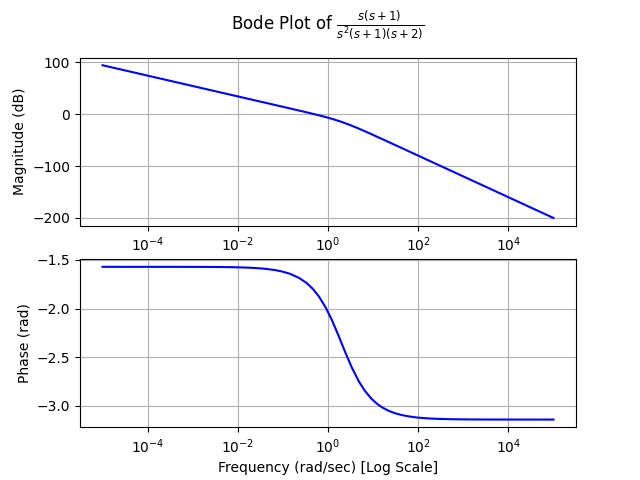 Bode Plot of \frac{s(s+1)}{s^2(s+1)(s+2)}
100
0
−100
−200
Magnitude (dB)
10^{−4} 10^{−2} 10^{0} 10^{2} 10^{4}
−1.5
−2.0
−2.5
−3.0
Phase (rad)
10^{−4} 10^{−2} 10^{0} 10^{2} 10^{4}
Frequency (rad/sec) [Log Scale]